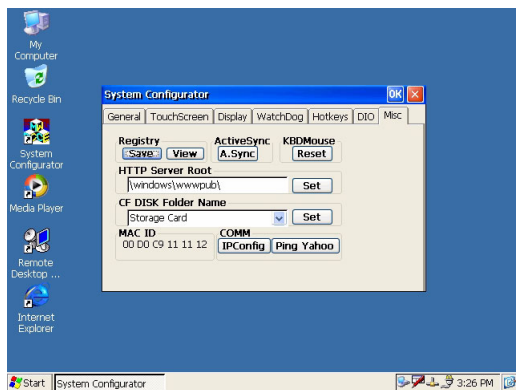 My
Computer
Recycle Bin
System
Configurator
Media Player
Remote
Desktop ...
Internet
Explorer
System Configurator
OK
General TouchScreen Display WatchDog Hotkeys DIO Misc
Registry ActiveSync KBDMouse
Save View A.Sync Reset
HTTP Server Root
\windows\wwwpub\ Set
CF DISK Folder Name
Storage Card Set
MAC ID COMM
00 D0 C9 11 11 12 IPConfig Ping Yahoo
Start System Configurator 3:26 PM